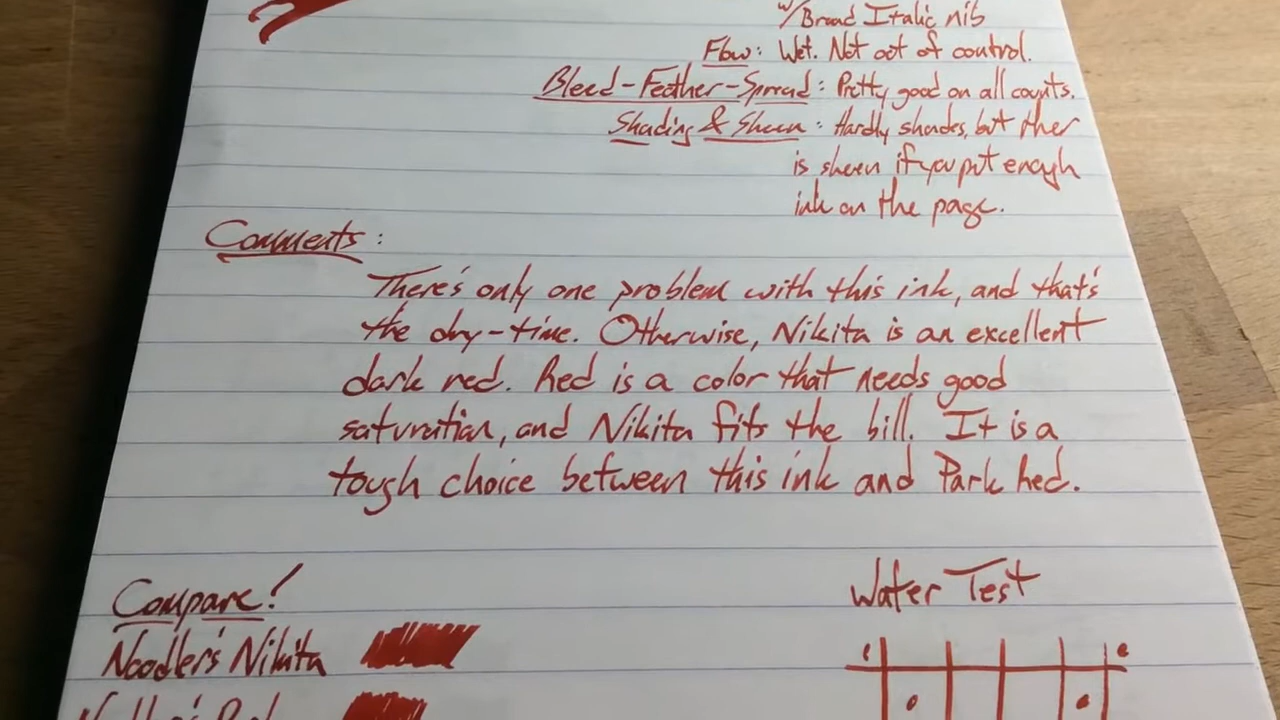 w/Broad Italic nib
Flow: Wet. Not out of control.
Bleed-Feather-Spread: Pretty good on all counts.
Shading & Sheen: Hardly shades, but ther
is sheen if you put enough
ink on the page.
Comments:
There's only one problem with this ink, and that's
the dry-time. Otherwise, Nikita is an excellent
dark red. Red is a color that needs good
saturation, and Nikita fits the bill. It is a
tough choice between this ink and Park Red.
Compare!
Water Test
Noodler's Nikita